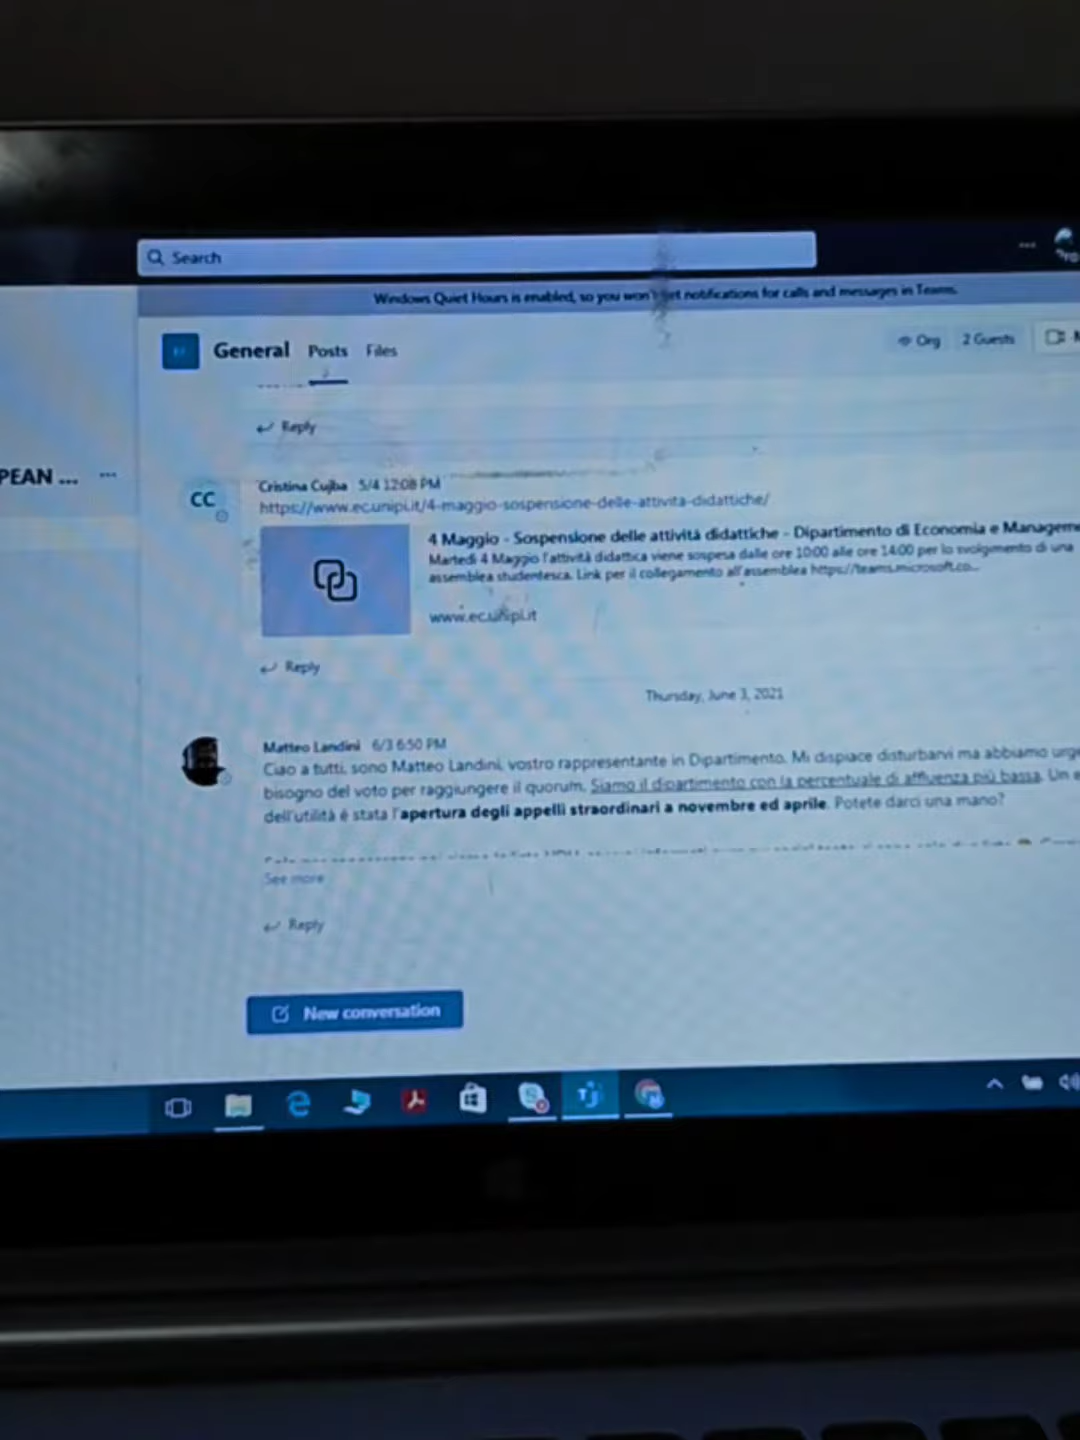 Search
Windows Quiet Hours is enabled, so you won't get notifications for calls and messages in Teams.
General Posts Files
Org 2 Guests
Reply
PEAN ... ...
CC
Cristina Cujba 5/4 12:08 PM
https://www.ec.unipi.it/4-maggio-sospensione-delle-attivita-didattiche/
4 Maggio - Sospensione delle attività didattiche - Dipartimento di Economia e Manageme
Martedì 4 Maggio l'attività didattica viene sospesa dalle ore 10:00 alle ore 14:00 per lo svolgimento di una
assemblea studentesca. Link per il collegamento all'assemblea https://teams.microsoft.co...
www.ec.unipi.it
Reply
Thursday, June 3, 2021
Matteo Landini 6/3 6:50 PM
Ciao a tutti, sono Matteo Landini, vostro rappresentante in Dipartimento. Mi dispiace disturbarvi ma abbiamo urge
bisogno del voto per raggiungere il quorum. Siamo il dipartimento con la percentuale di affluenza più bassa. Un e
dell'utilità è stata l'apertura degli appelli straordinari a novembre ed aprile. Potete darci una mano?
See more
Reply
New conversation